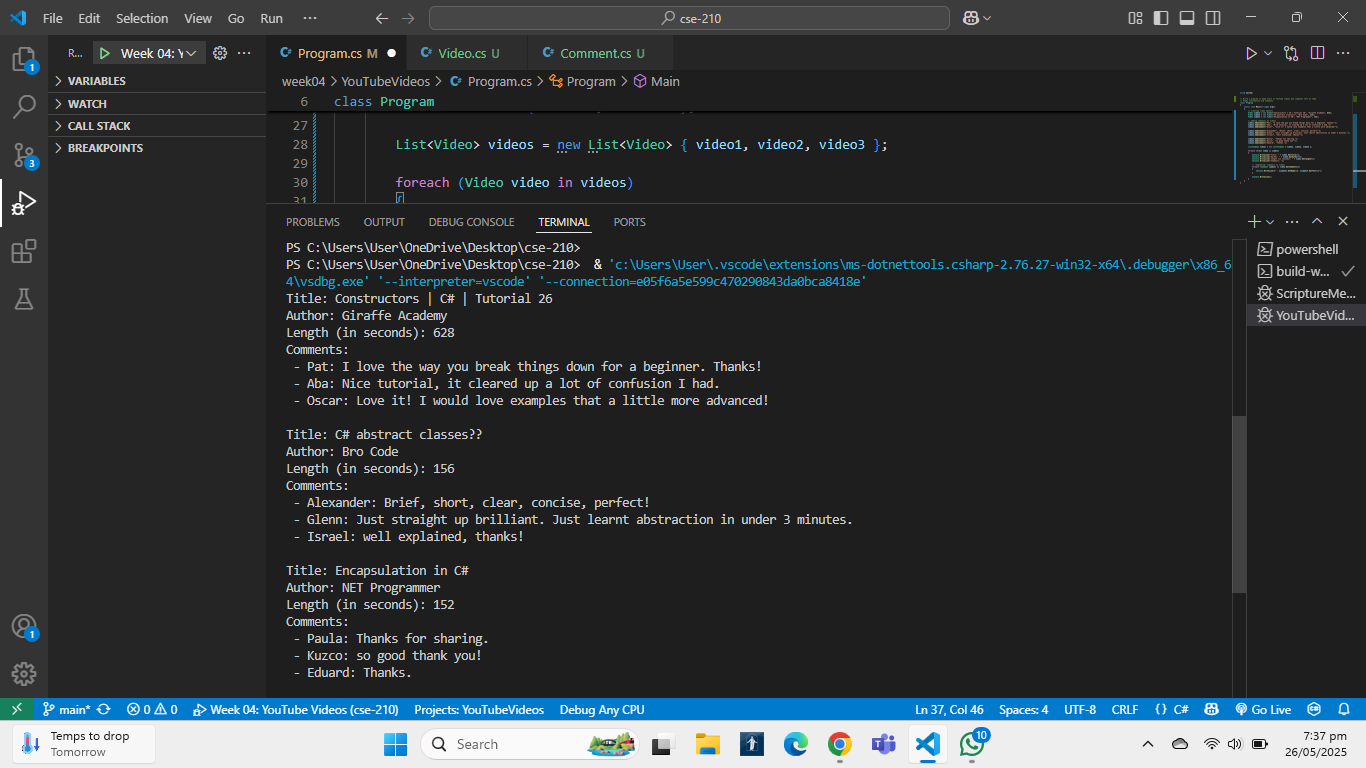 File Edit Selection View Go Run ··· cse-210
R... Week 04: Y ···
VARIABLES
WATCH
CALL STACK
BREAKPOINTS
1
3
1
Program.cs M Video.cs U Comment.cs U
week04 > YouTubeVideos > Program.cs > Program > Main
6 class Program
27
28 List<Video> videos = new List<Video> { video1, video2, video3 };
29
30 foreach (Video video in videos)
31 {
PROBLEMS OUTPUT DEBUG CONSOLE TERMINAL PORTS
powershell
build-w...
ScriptureMe...
YouTubeVid...
PS C:\Users\User\OneDrive\Desktop\cse-210>
PS C:\Users\User\OneDrive\Desktop\cse-210>  & 'c:\Users\User\.vscode\extensions\ms-dotnettools.csharp-2.76.27-win32-x64\.debugger\x86_6
4\vsdbg.exe' '--interpreter=vscode' '--connection=e05f6a5e599c470290843da0bca8418e'
Title: Constructors | C# | Tutorial 26
Author: Giraffe Academy
Length (in seconds): 628
Comments:
- Pat: I love the way you break things down for a beginner. Thanks!
- Aba: Nice tutorial, it cleared up a lot of confusion I had.
- Oscar: Love it! I would love examples that a little more advanced!
Title: C# abstract classes??
Author: Bro Code
Length (in seconds): 156
Comments:
- Alexander: Brief, short, clear, concise, perfect!
- Glenn: Just straight up brilliant. Just learnt abstraction in under 3 minutes.
- Israel: well explained, thanks!
Title: Encapsulation in C#
Author: NET Programmer
Length (in seconds): 152
Comments:
- Paula: Thanks for sharing.
- Kuzco: so good thank you!
- Eduard: Thanks.
main* 0 0 Week 04: YouTube Videos (cse-210) Projects: YouTubeVideos Debug Any CPU Ln 37, Col 46 Spaces: 4 UTF-8 CRLF {} C# Go Live
Temps to drop
Tomorrow
Search
10
7:37 pm
26/05/2025